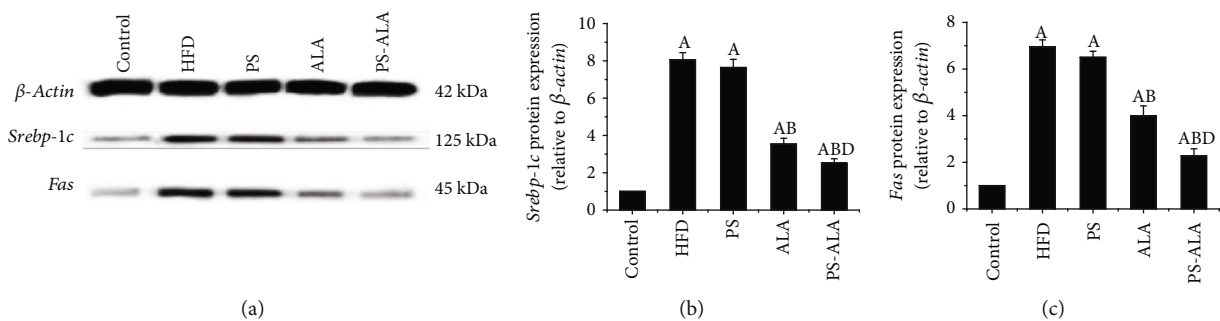 Control
HFD
PS
ALA
PS-ALA
β-Actin
42 kDa
Srebp-1c
125 kDa
Fas
45 kDa
(a)
Srebp-1c protein expression
(relative to β-actin)
10
8
6
4
2
0
A
A
AB
ABD
Control
HFD
PS
ALA
PS-ALA
(b)
Fas protein expression
(relative to β-actin)
8
6
4
2
0
A
A
AB
ABD
Control
HFD
PS
ALA
PS-ALA
(c)